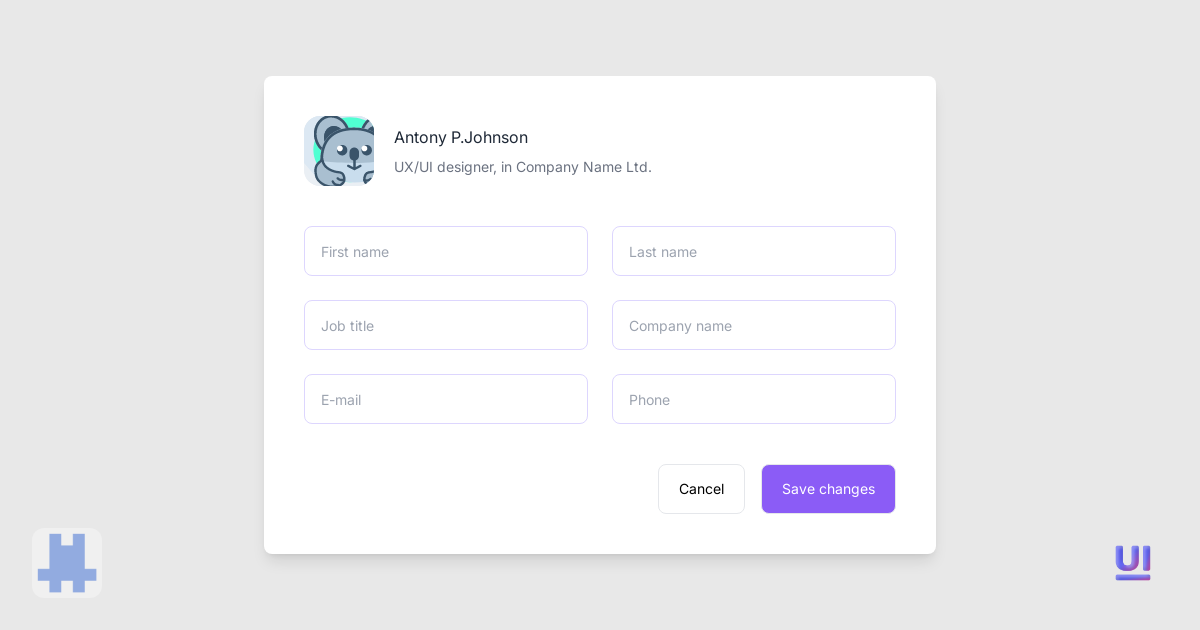 Antony P.Johnson
UX/UI designer, in Company Name Ltd.
First name
Last name
Job title
Company name
E-mail
Phone
Cancel
Save changes
UI